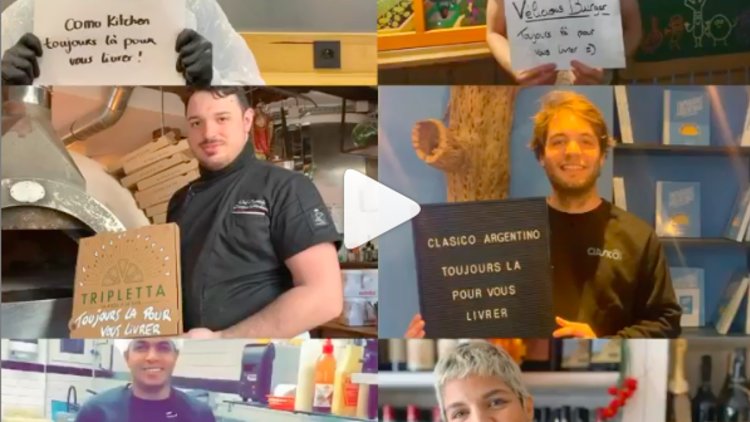 Como Kitchen
toujours là pour
vous livrer !
Velicious Burger
Toujours là pour
vous livrer :)
TRIPLETTA
TOUJOURS LÀ POUR
VOUS LIVRER
CLASICO ARGENTINO
TOUJOURS LA
POUR VOUS
LIVRER
CLASICO